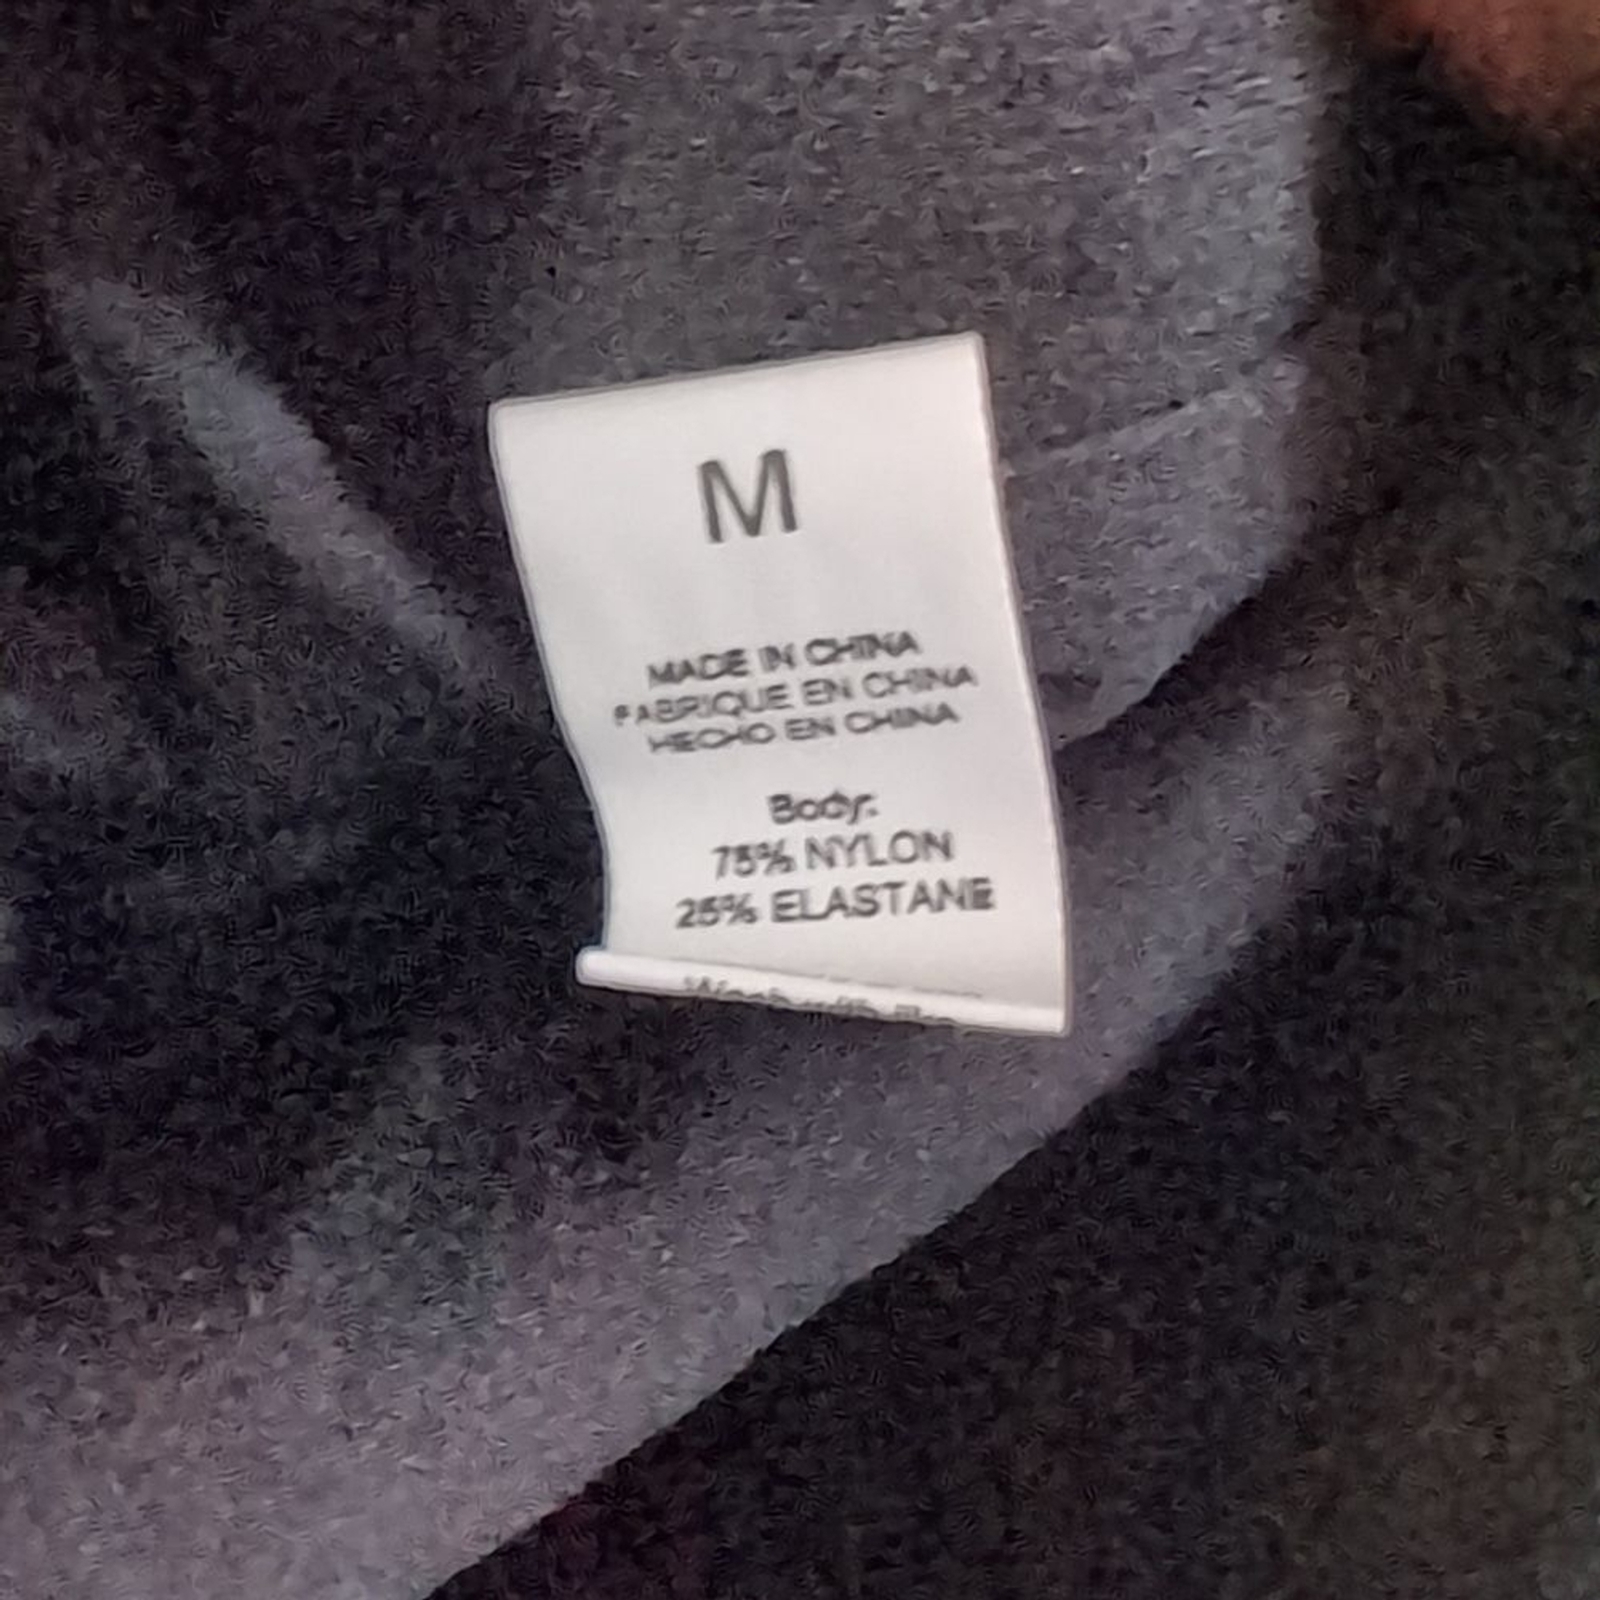 M
MADE IN CHINA
FABRIQUE EN CHINA
HECHO EN CHINA
Body:
75% NYLON
25% ELASTANE